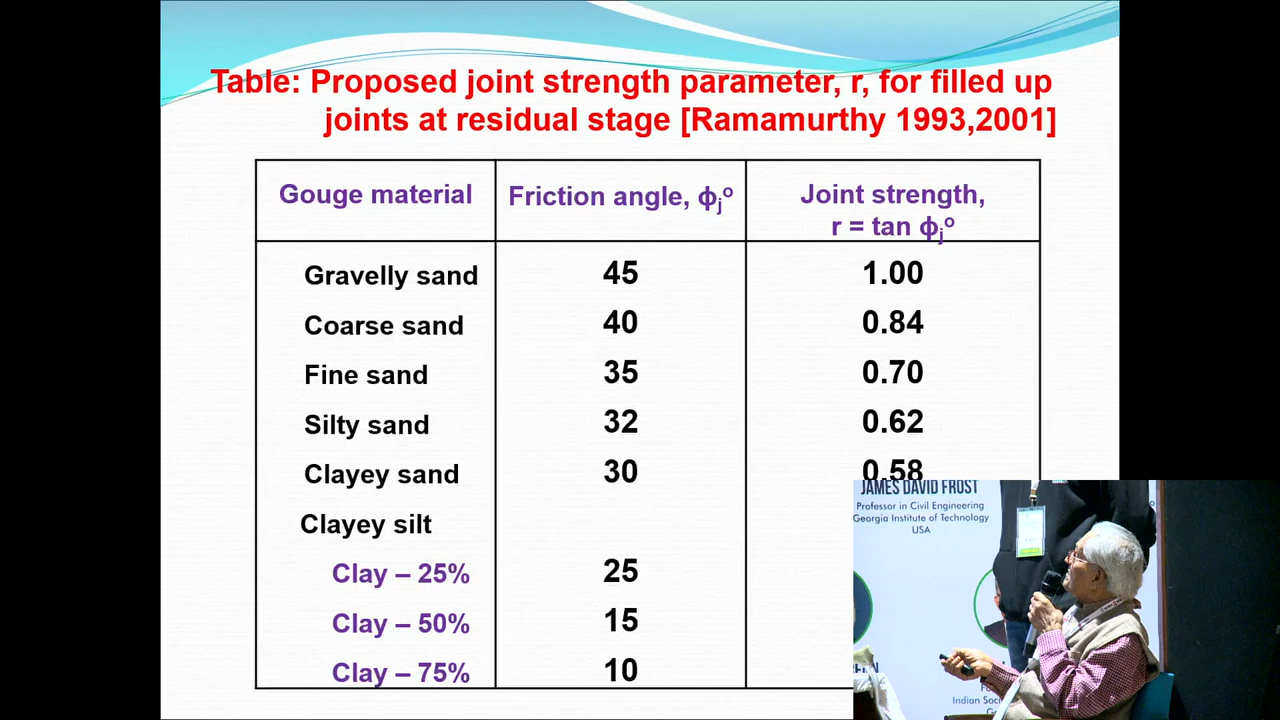 Table: Proposed joint strength parameter, r, for filled up
joints at residual stage [Ramamurthy 1993,2001]
Gouge material Friction angle, ϕjº Joint strength,
r = tan ϕjº
Gravelly sand 45 1.00
Coarse sand 40 0.84
Fine sand 35 0.70
Silty sand 32 0.62
Clayey sand 30 0.58
Clayey silt
Clay – 25% 25
Clay – 50% 15
Clay – 75% 10
JAMES DAVID FROST
Professor in Civil Engineering
Georgia Institute of Technology
USA
Indian